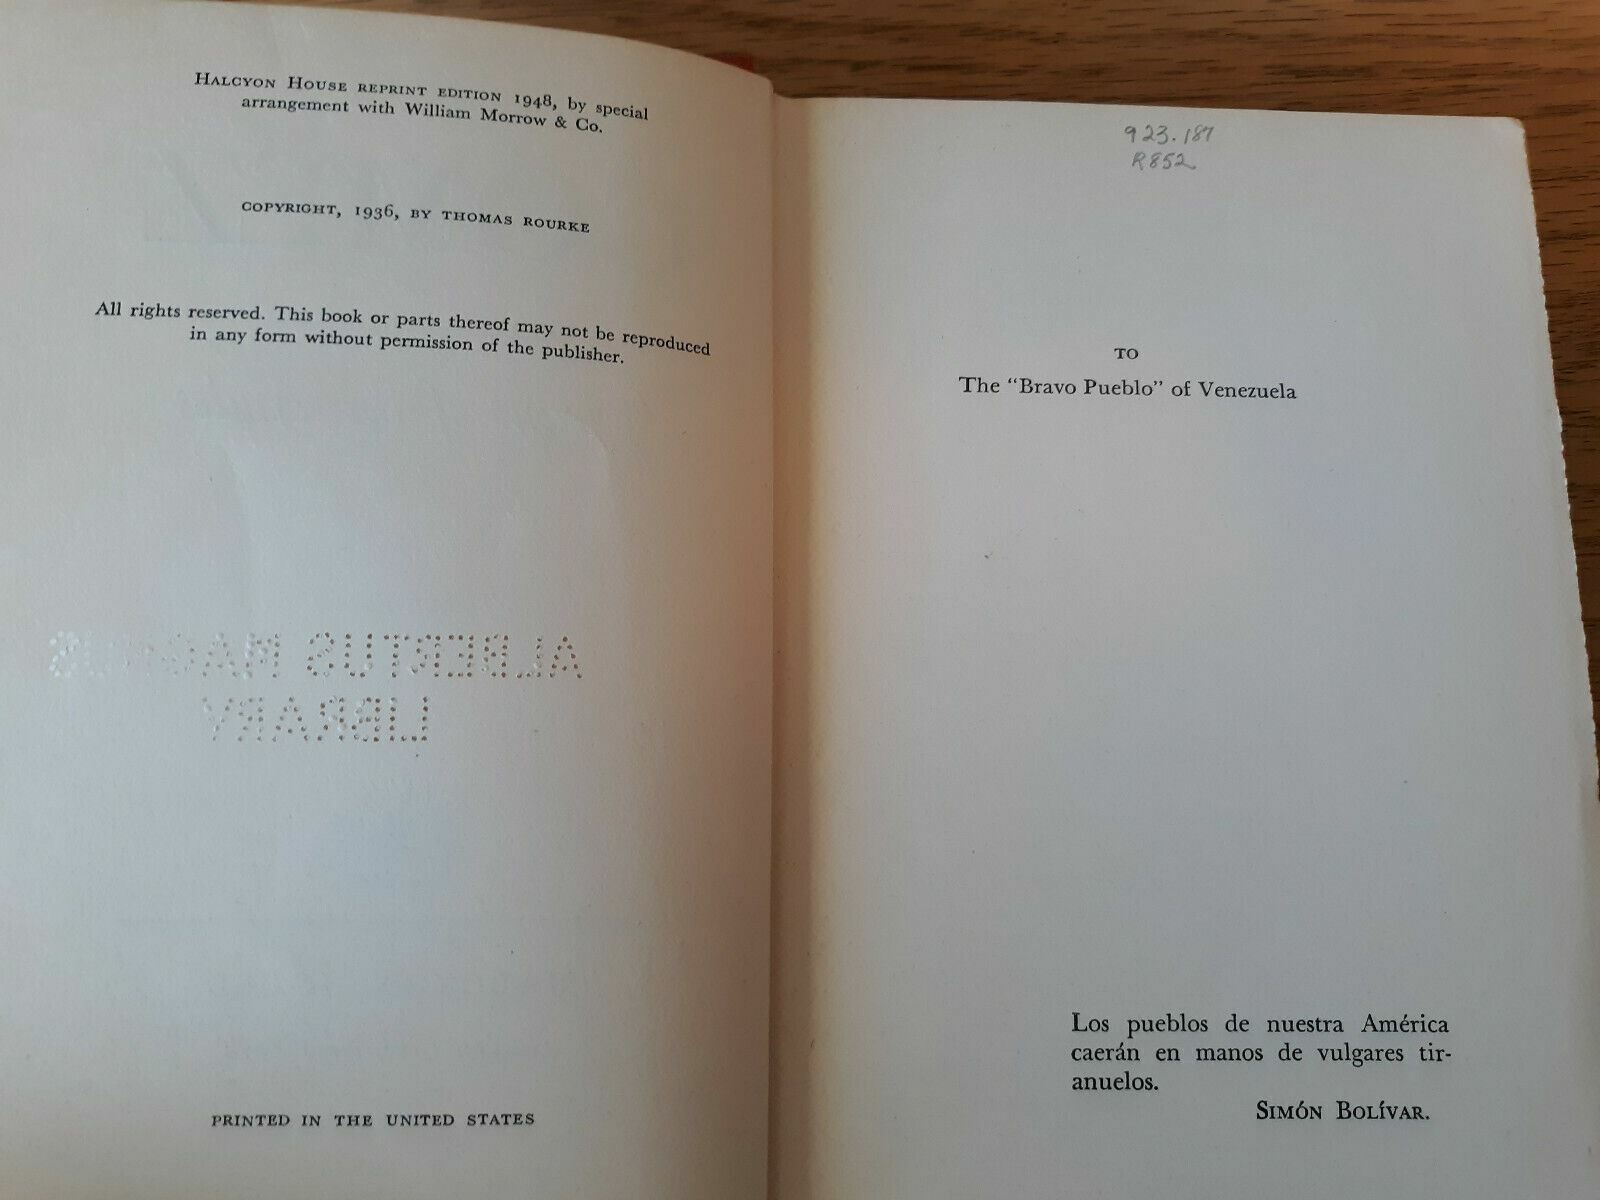 HALCYON HOUSE REPRINT EDITION 1948, by special
arrangement with William Morrow & Co.
COPYRIGHT, 1936, BY THOMAS ROURKE
All rights reserved. This book or parts thereof may not be reproduced
in any form without permission of the publisher.
ALBERTUS MAGNUS
LIBRARY
PRINTED IN THE UNITED STATES
923.187
R852
TO
The "Bravo Pueblo" of Venezuela
Los pueblos de nuestra América
caerán en manos de vulgares tir-
anuelos.
SIMÓN BOLÍVAR.